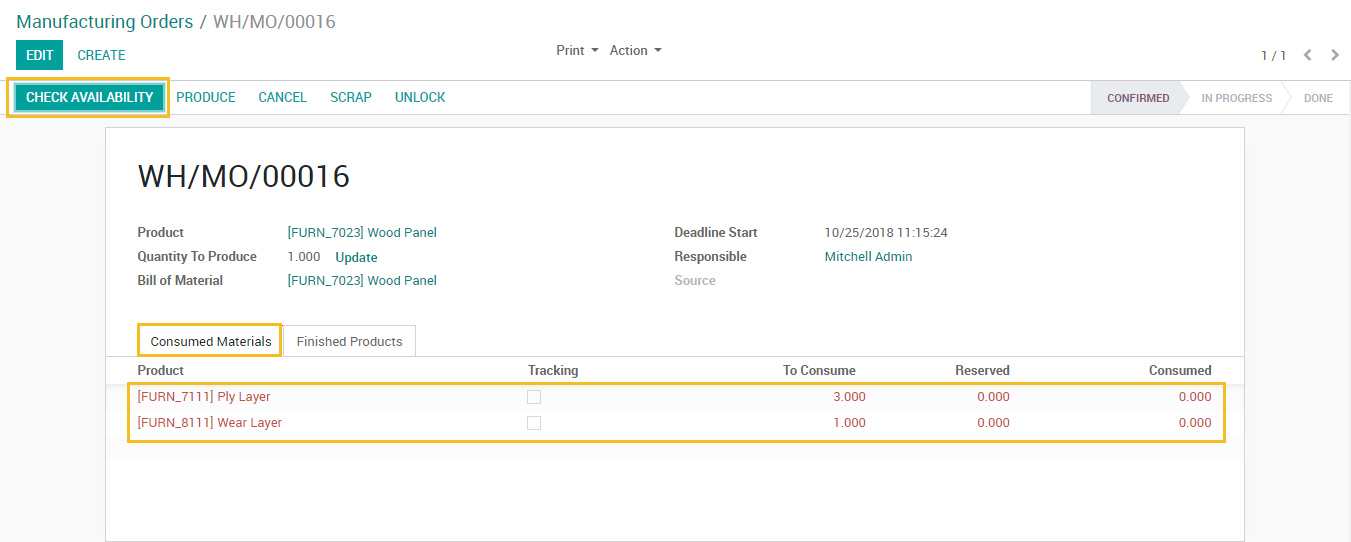 Manufacturing Orders / WH/MO/00016
EDIT CREATE Print Action 1 / 1
CHECK AVAILABILITY PRODUCE CANCEL SCRAP UNLOCK CONFIRMED IN PROGRESS DONE
WH/MO/00016
Product [FURN_7023] Wood Panel Deadline Start 10/25/2018 11:15:24
Quantity To Produce 1.000 Update Responsible Mitchell Admin
Bill of Material [FURN_7023] Wood Panel Source
Consumed Materials Finished Products
Product Tracking To Consume Reserved Consumed
[FURN_7111] Ply Layer 3.000 0.000 0.000
[FURN_8111] Wear Layer 1.000 0.000 0.000